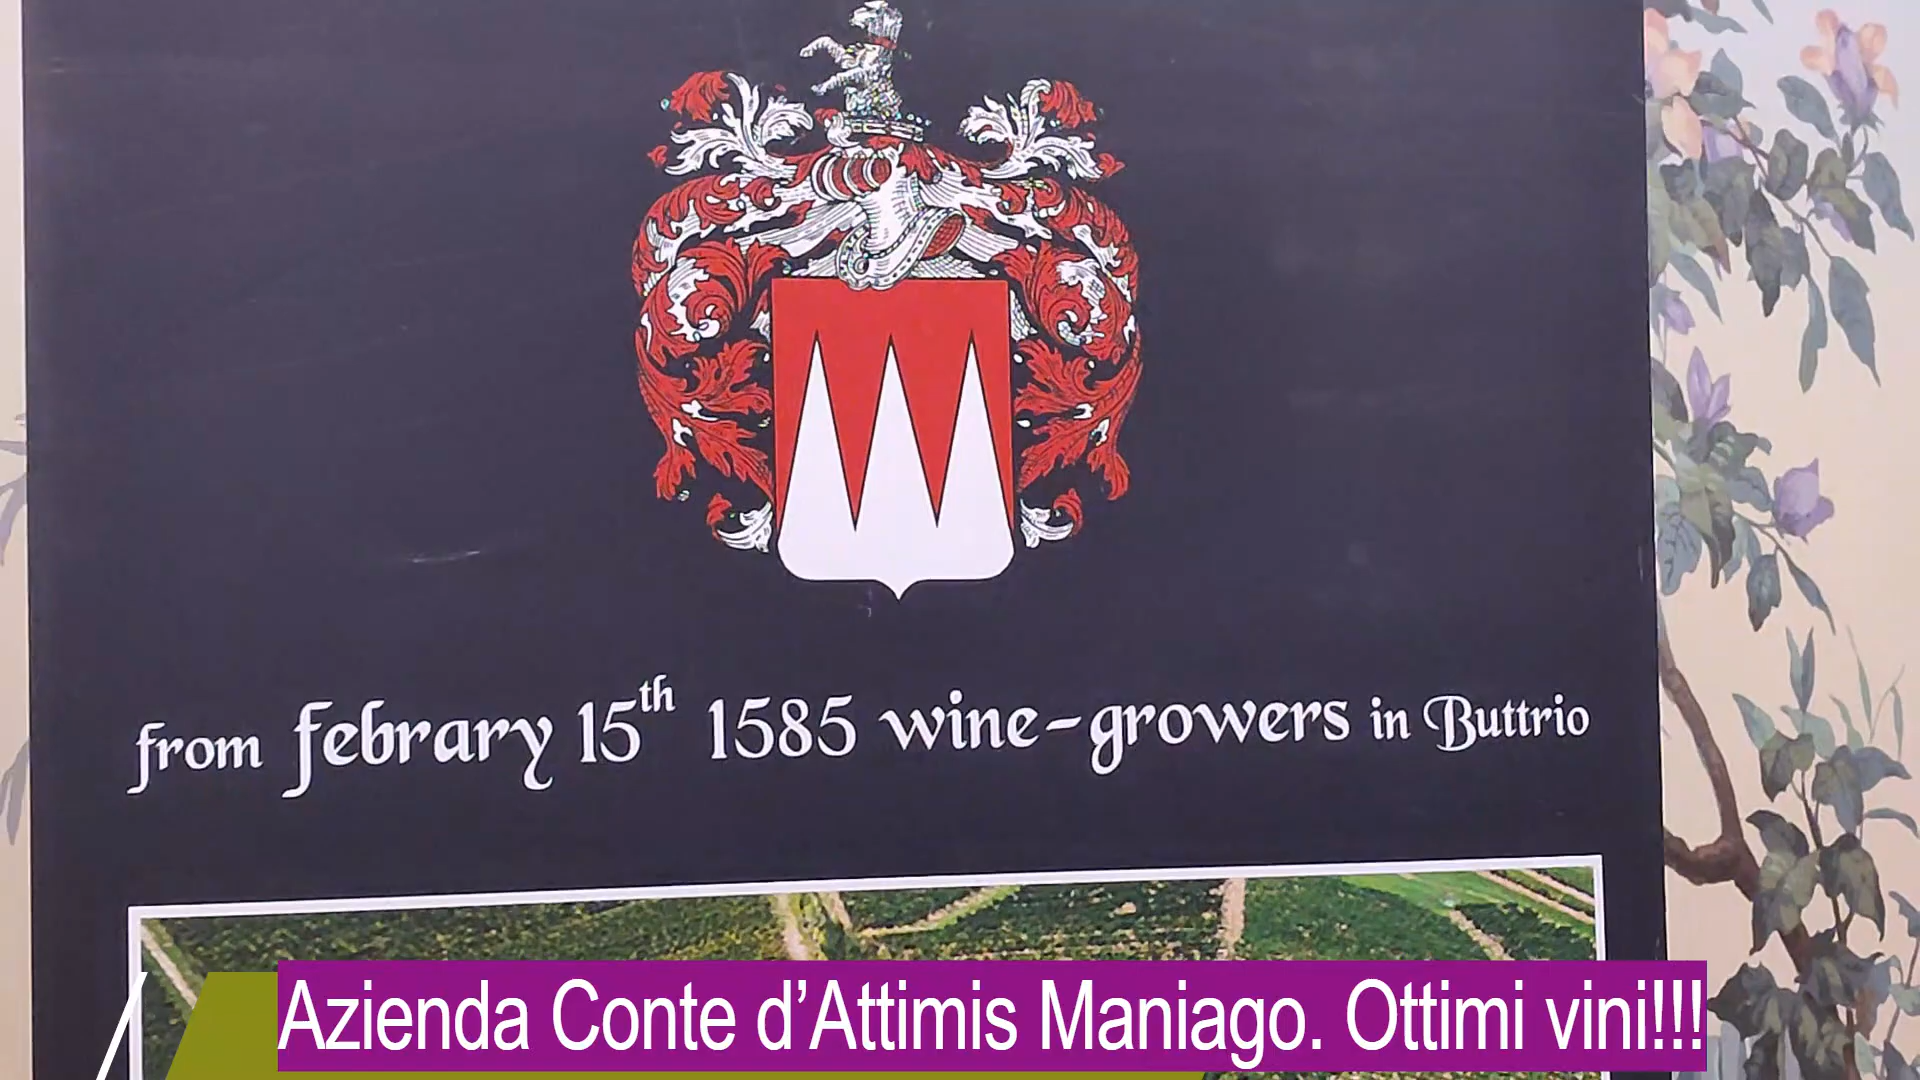 from febrary 15th 1585 wine-growers in Buttrio
Azienda Conte d’Attimis Maniago. Ottimi vini!!!